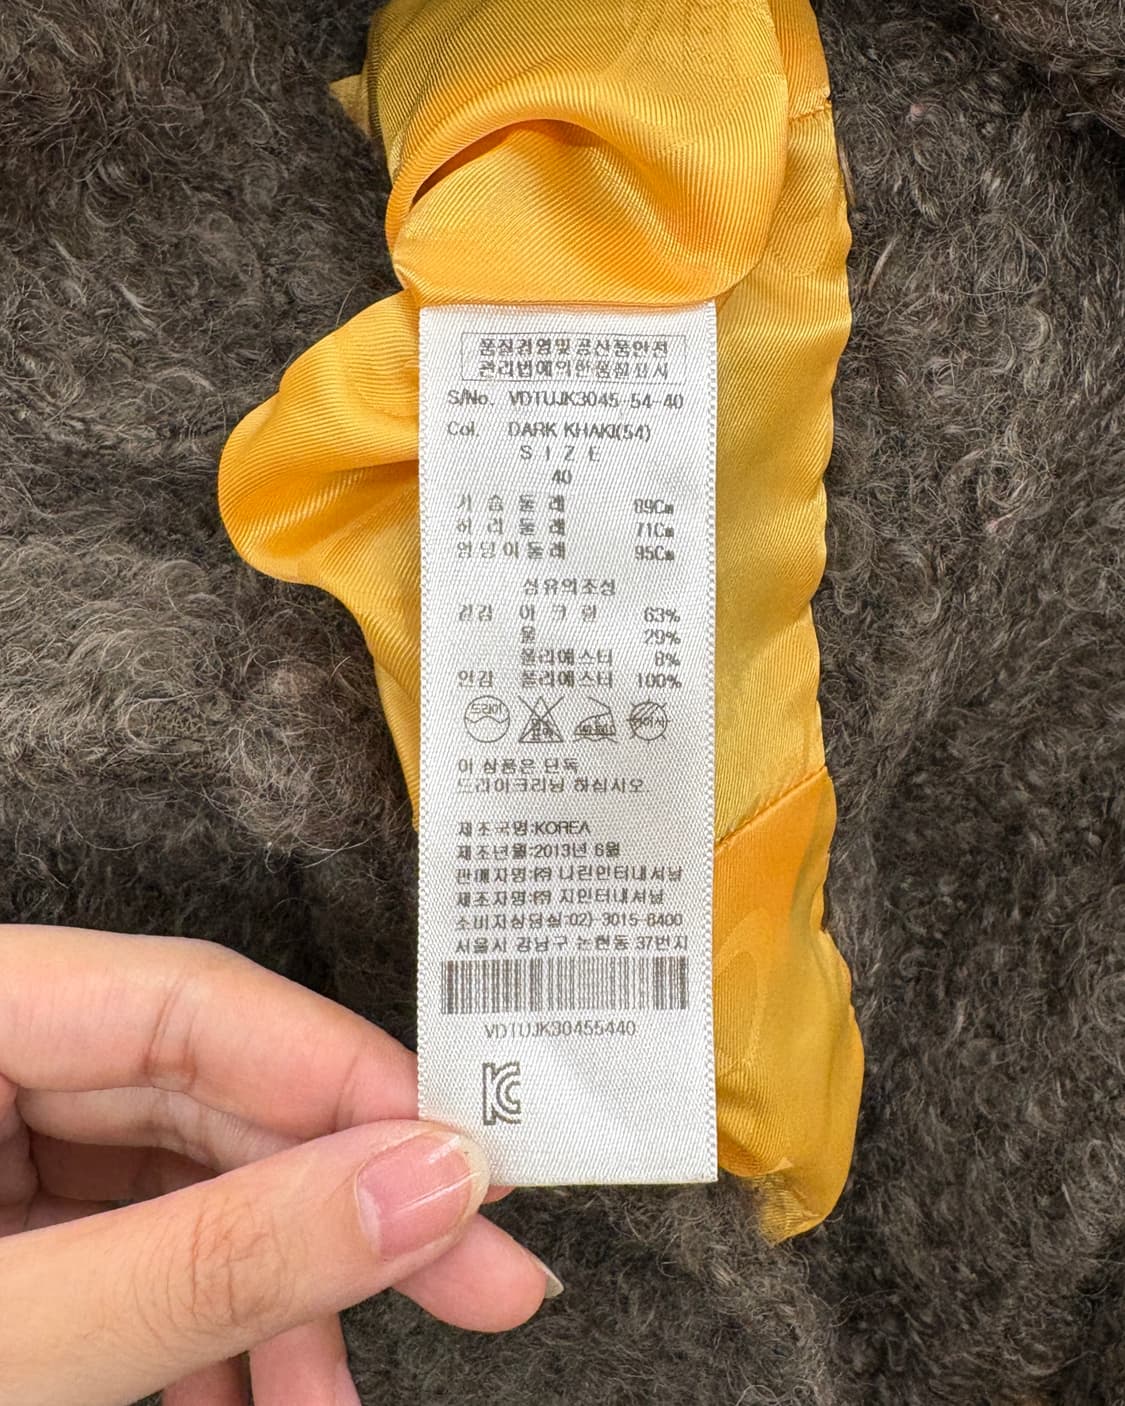 품질경영및공산품안전
관리법에의한품질표시
S/No. VDTUJK3045-54-40
Col. DARK KHAKI(54)
SIZE
40
가슴둘레 89Cm
허리둘레 71Cm
엉덩이둘레 95Cm
섬유의조성
겉감 아크릴 63%
울 29%
폴리에스터 8%
안감 폴리에스터 100%
드라이
이 상품은 단독
드라이크리닝 하십시오.
제조국명:KOREA
제조년월:2013년 6월
판매자명:㈜ 나린인터내셔날
제조자명:㈜ 지인터내셔날
소비자상담실:02) 3015-6400
서울시 강남구 논현동 37번지
VDTUJK30455440